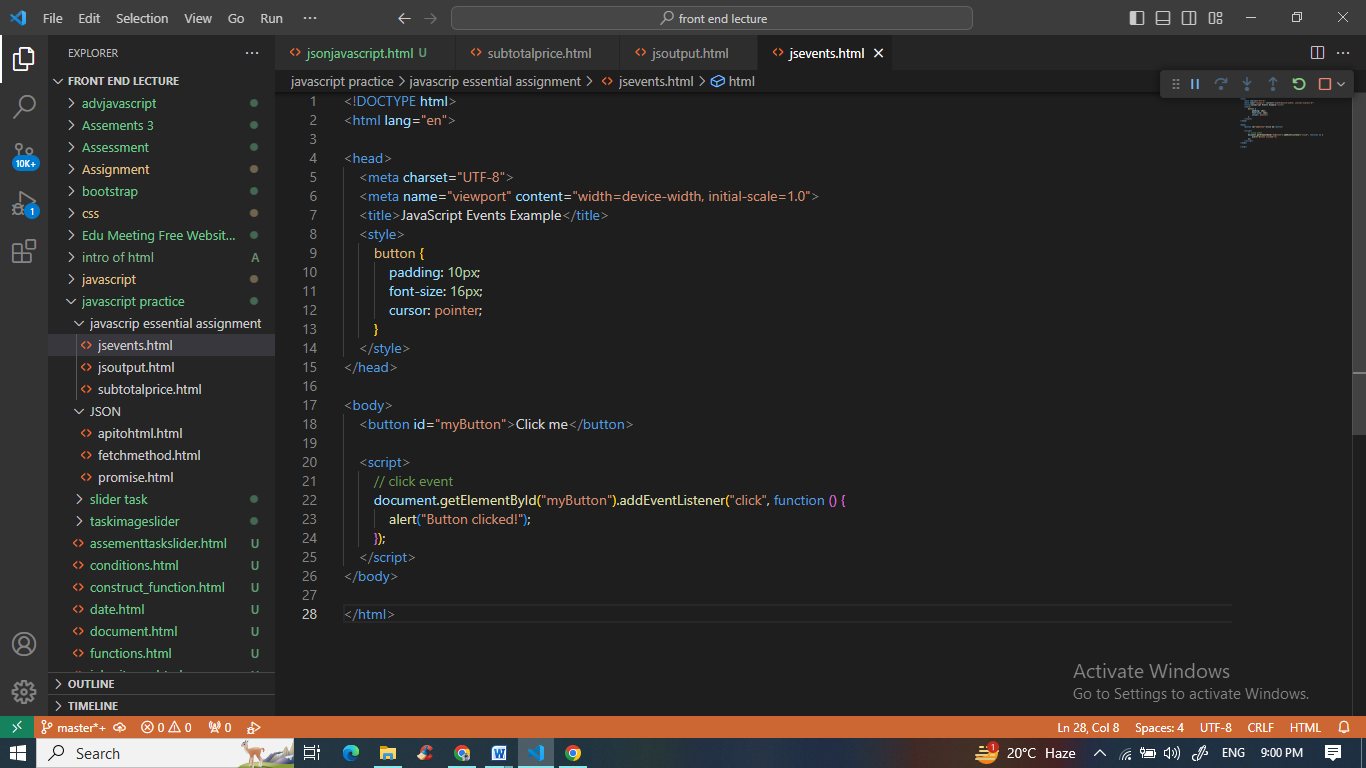 File Edit Selection View Go Run ···
front end lecture
EXPLORER ···
FRONT END LECTURE
advjavascript
Assements 3
Assessment
Assignment
bootstrap
css
Edu Meeting Free Websit...
intro of html A
javascript
javascript practice
javascrip essential assignment
jsevents.html
jsoutput.html
subtotalprice.html
JSON
apitohtml.html
fetchmethod.html
promise.html
slider task
taskimageslider
assementtaskslider.html U
conditions.html U
construct_function.html U
date.html U
document.html U
functions.html U
OUTLINE
TIMELINE
10K+
1
jsonjavascript.html U
subtotalprice.html
jsoutput.html
jsevents.html
javascript practice > javascrip essential assignment > jsevents.html > html
1 <!DOCTYPE html>
2 <html lang="en">
3
4 <head>
5 <meta charset="UTF-8">
6 <meta name="viewport" content="width=device-width, initial-scale=1.0">
7 <title>JavaScript Events Example</title>
8 <style>
9 button {
10 padding: 10px;
11 font-size: 16px;
12 cursor: pointer;
13 }
14 </style>
15 </head>
16
17 <body>
18 <button id="myButton">Click me</button>
19
20 <script>
21 // click event
22 document.getElementById("myButton").addEventListener("click", function () {
23 alert("Button clicked!");
24 });
25 </script>
26 </body>
27
28 </html>
Activate Windows
Go to Settings to activate Windows.
master*+ 0 0 0 Ln 28, Col 8 Spaces: 4 UTF-8 CRLF HTML
Search 1 20°C Haze ENG 9:00 PM